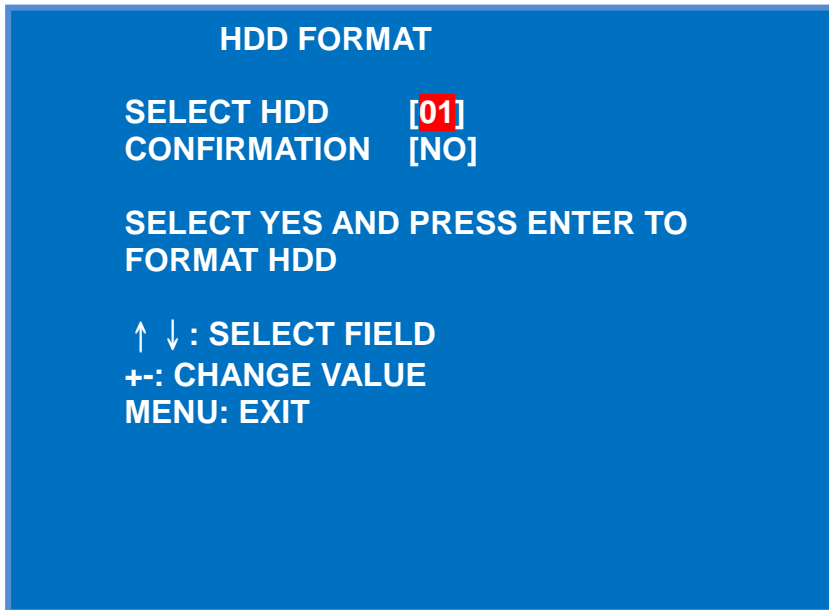 HDD FORMAT
SELECT HDD [01]
CONFIRMATION [NO]
SELECT YES AND PRESS ENTER TO
FORMAT HDD
↑ ↓ : SELECT FIELD
+-: CHANGE VALUE
MENU: EXIT